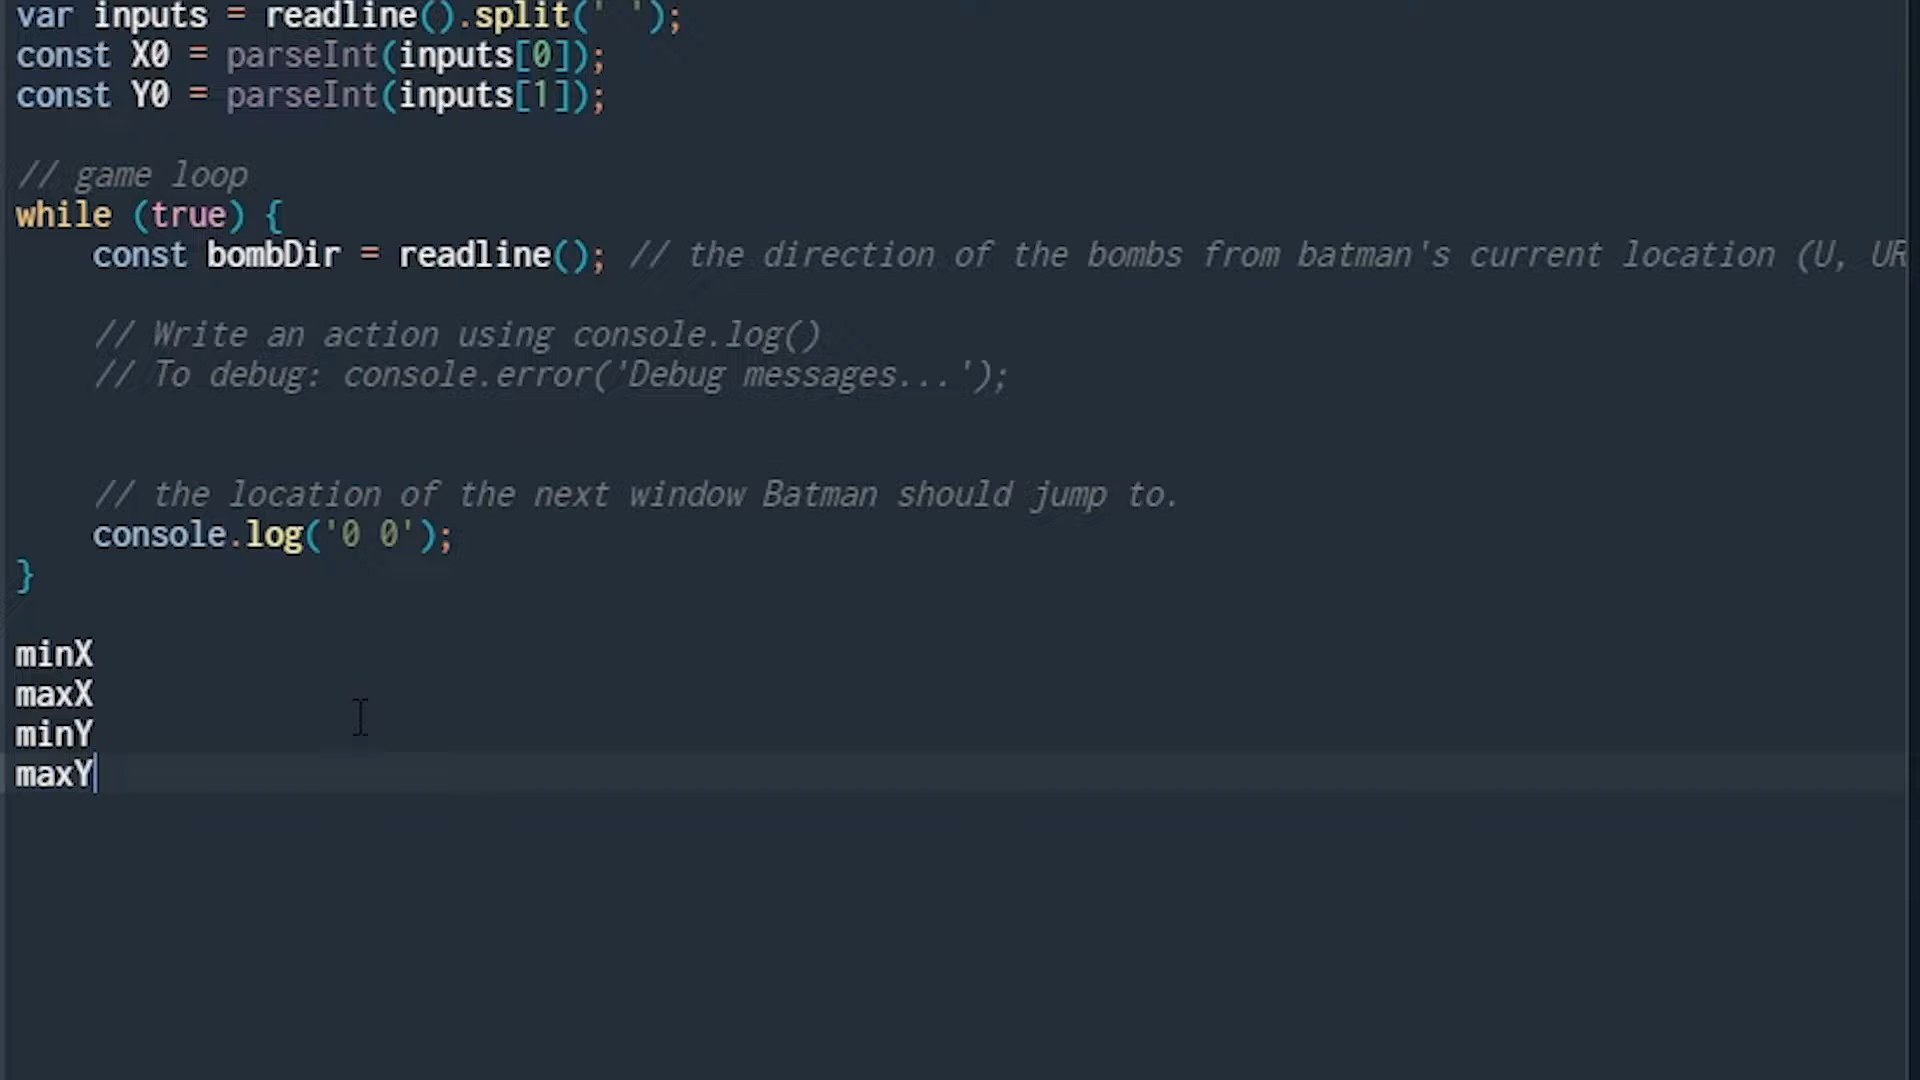 var inputs = readline().split(' ');
const X0 = parseInt(inputs[0]);
const Y0 = parseInt(inputs[1]);
// game loop
while (true) {
const bombDir = readline(); // the direction of the bombs from batman's current location (U, UR
// Write an action using console.log()
// To debug: console.error('Debug messages...');
// the location of the next window Batman should jump to.
console.log('0 0');
}
minX
maxX
minY
maxY